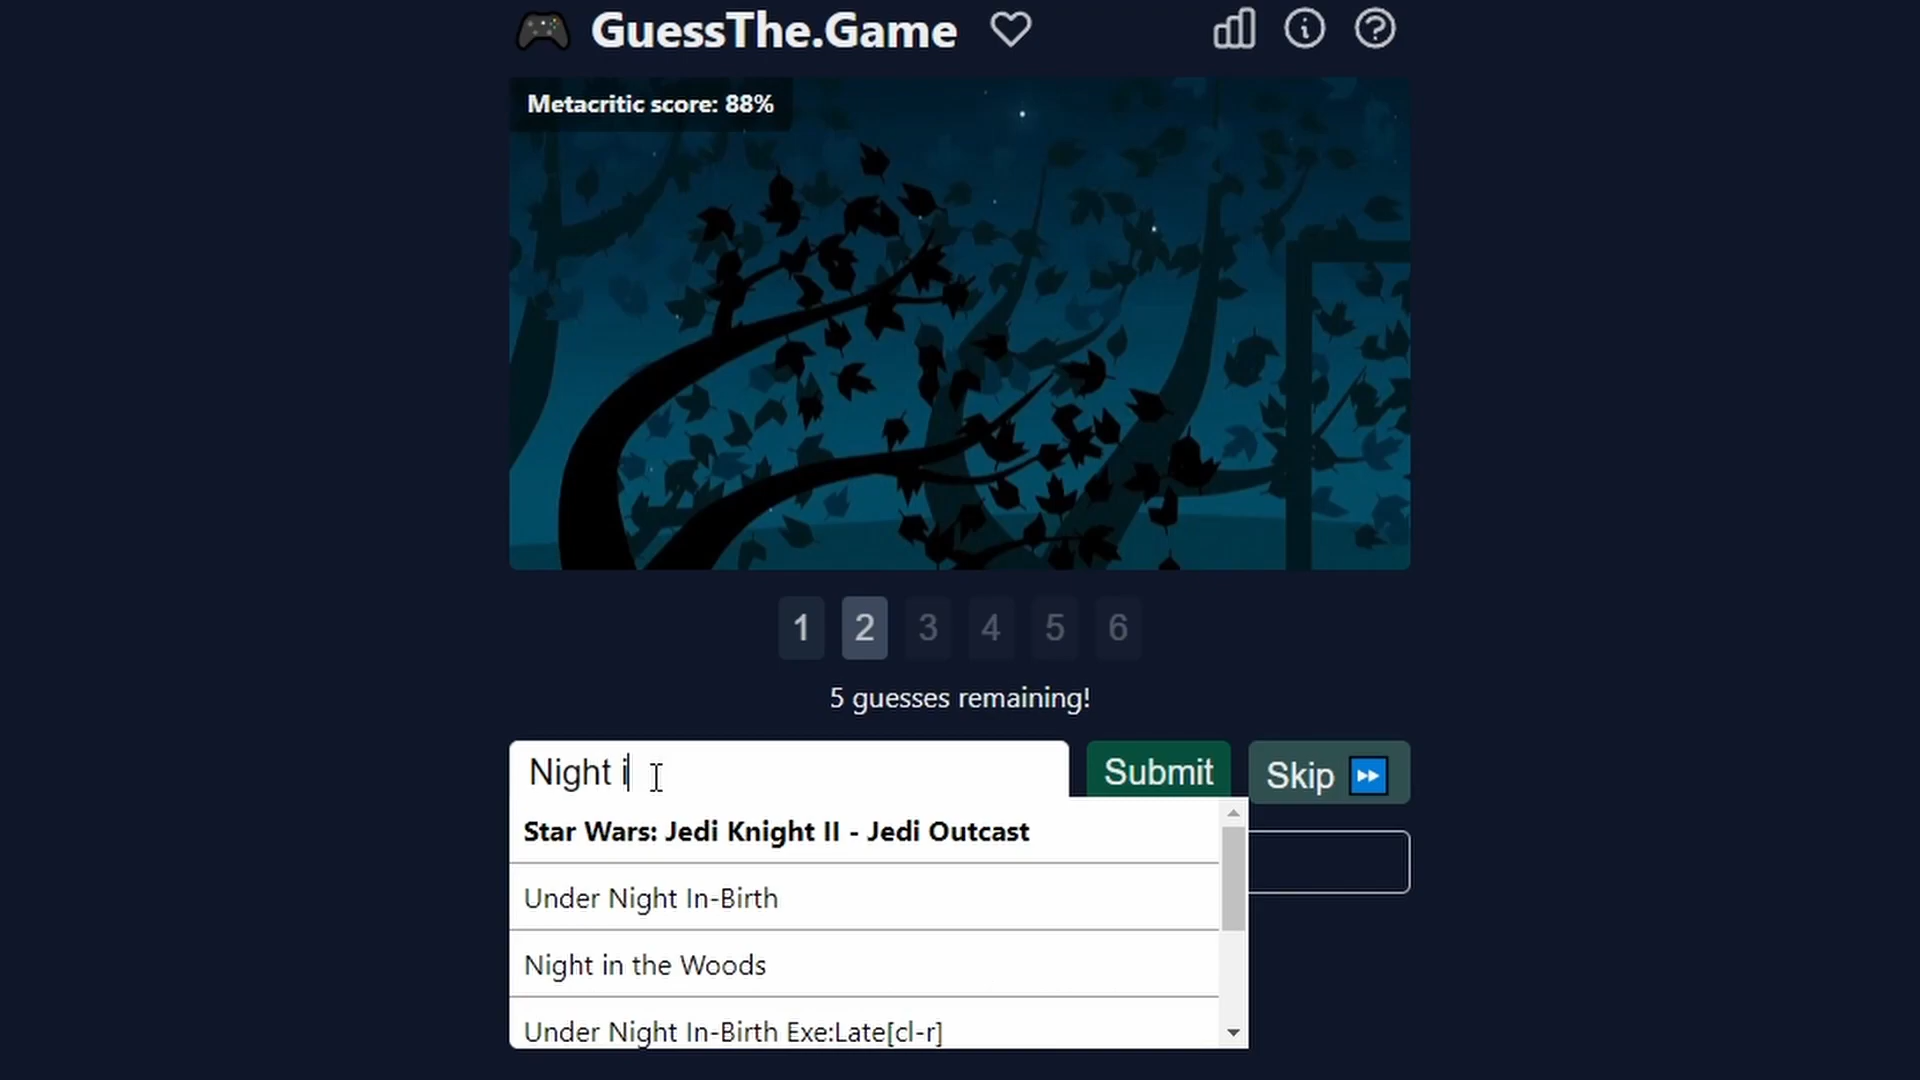 GuessThe.Game
Metacritic score: 88%
1 2 3 4 5 6
5 guesses remaining!
Night i
Submit
Skip
Star Wars: Jedi Knight II - Jedi Outcast
Under Night In-Birth
Night in the Woods
Under Night In-Birth Exe:Late[cl-r]